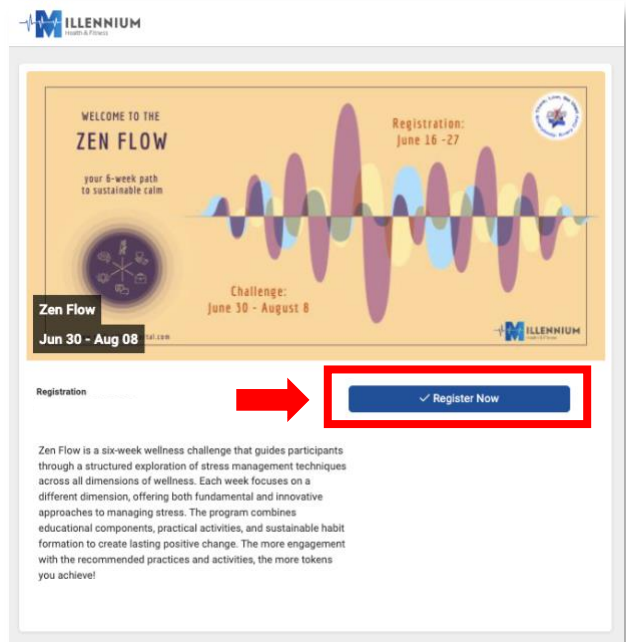 MILLENNIUM
Health & Fitness
WELCOME TO THE
ZEN FLOW
your 6-week path
to sustainable calm
Registration:
June 16 -27
Challenge:
June 30 - August 8
Zen Flow
Jun 30 - Aug 08
rtal.com
MILLENNIUM
Health & Fitness
Registration
✓ Register Now
Zen Flow is a six-week wellness challenge that guides participants
through a structured exploration of stress management techniques
across all dimensions of wellness. Each week focuses on a
different dimension, offering both fundamental and innovative
approaches to managing stress. The program combines
educational components, practical activities, and sustainable habit
formation to create lasting positive change. The more engagement
with the recommended practices and activities, the more tokens
you achieve!